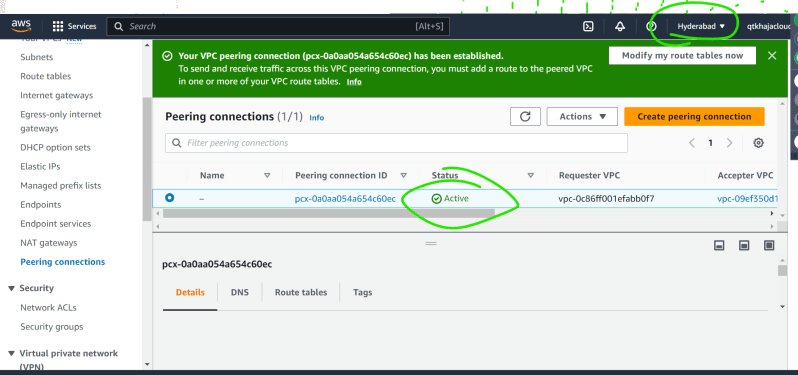 aws
Services
Search
[Alt+S]
Hyderabad ▼
qtkhajacloud
Your VPCs New
Subnets
Route tables
Internet gateways
Egress-only internet
gateways
DHCP option sets
Elastic IPs
Managed prefix lists
Endpoints
Endpoint services
NAT gateways
Peering connections
▼ Security
Network ACLs
Security groups
▼ Virtual private network
(VPN)
Your VPC peering connection (pcx-0a0aa054a654c60ec) has been established.
To send and receive traffic across this VPC peering connection, you must add a route to the peered VPC
in one or more of your VPC route tables. Info
Modify my route tables now
Peering connections (1/1) Info
Actions ▼
Create peering connection
Filter peering connections
1
Name
Peering connection ID
Status
Requester VPC
Accepter VPC
–
pcx-0a0aa054a654c60ec
Active
vpc-0c86ff001efabb0f7
vpc-09ef350d1
pcx-0a0aa054a654c60ec
Details
DNS
Route tables
Tags